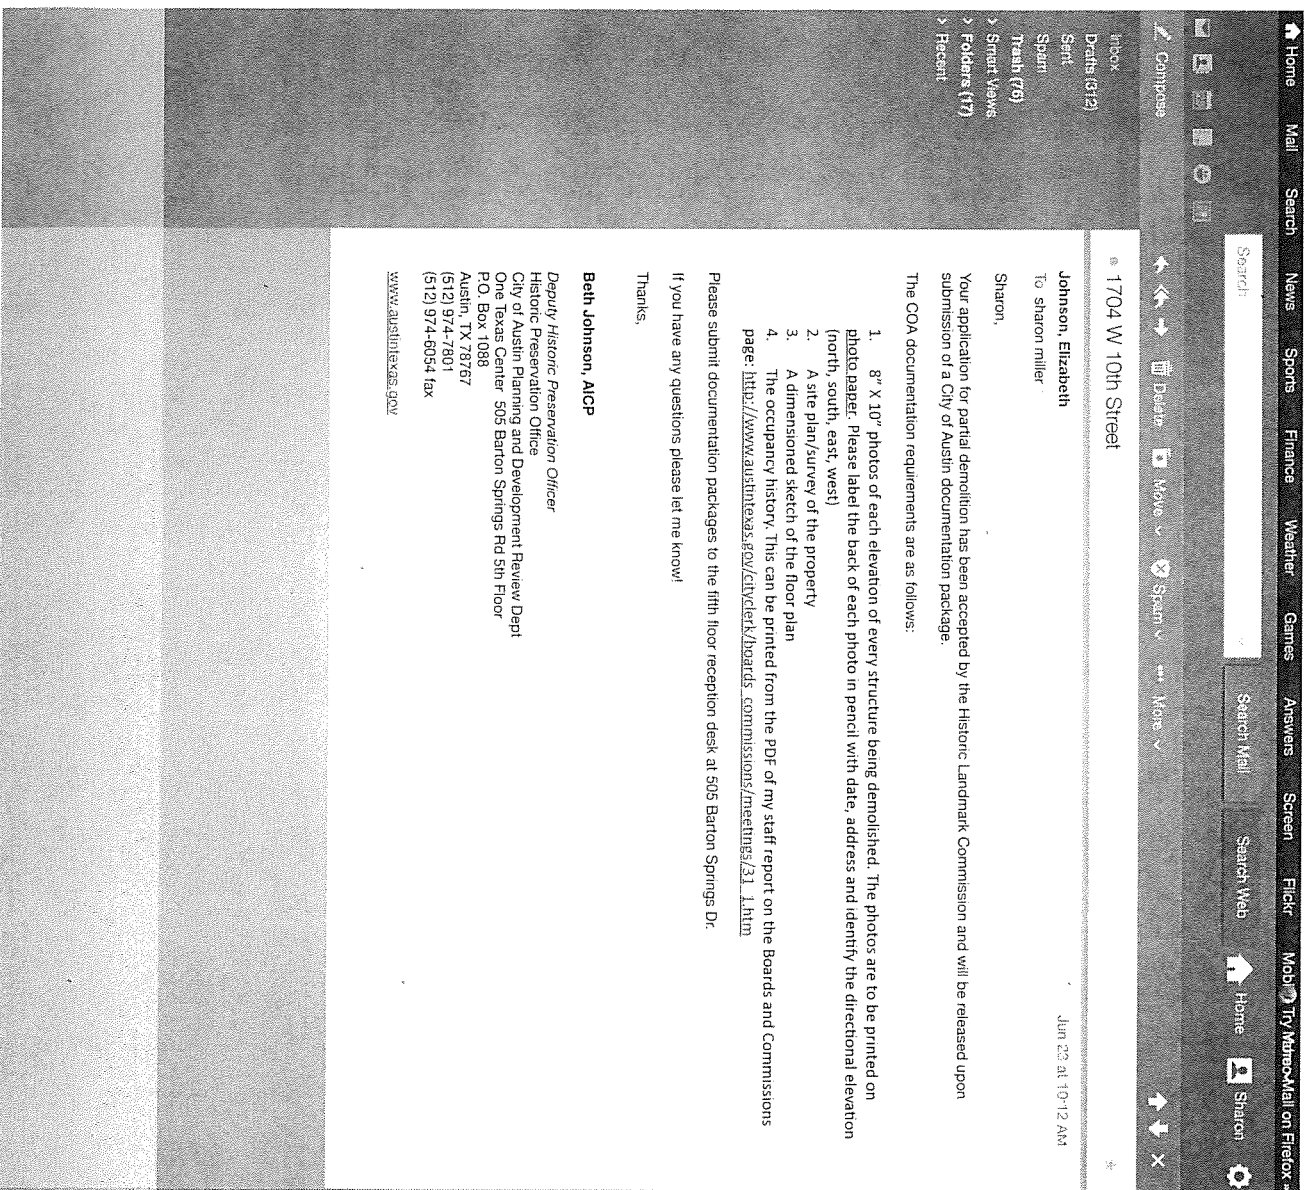 Home Mail Search News Sports Finance Weather Games Answers Screen Flickr
Search Search Mail Search Web Home Sharon
Compose Delete Move Spam More
Inbox
Drafts (312)
Sent
Spam
Trash (76)
> Smart Views
> Folders (17)
> Recent
1704 W 10th Street
Johnson, Elizabeth Jun 23 at 10:12 AM
To sharon miller
Sharon,
Your application for partial demolition has been accepted by the Historic Landmark Commission and will be released upon
submission of a City of Austin documentation package.
The COA documentation requirements are as follows:
1. 8" X 10" photos of each elevation of every structure being demolished. The photos are to be printed on
photo paper. Please label the back of each photo in pencil with date, address and identify the directional elevation
(north, south, east, west)
2. A site plan/survey of the property
3. A dimensioned sketch of the floor plan
4. The occupancy history. This can be printed from the PDF of my staff report on the Boards and Commissions
page: http://www.austintexas.gov/cityclerk/boards_commissions/meetings/31_1.htm
Please submit documentation packages to the fifth floor reception desk at 505 Barton Springs Dr.
If you have any questions please let me know!
Thanks,
Beth Johnson, AICP
Deputy Historic Preservation Officer
Historic Preservation Office
City of Austin Planning and Development Review Dept
One Texas Center 505 Barton Springs Rd 5th Floor
P.O. Box 1088
Austin, TX 78767
(512) 974-7801
(512) 974-6054 fax
www.austintexas.gov